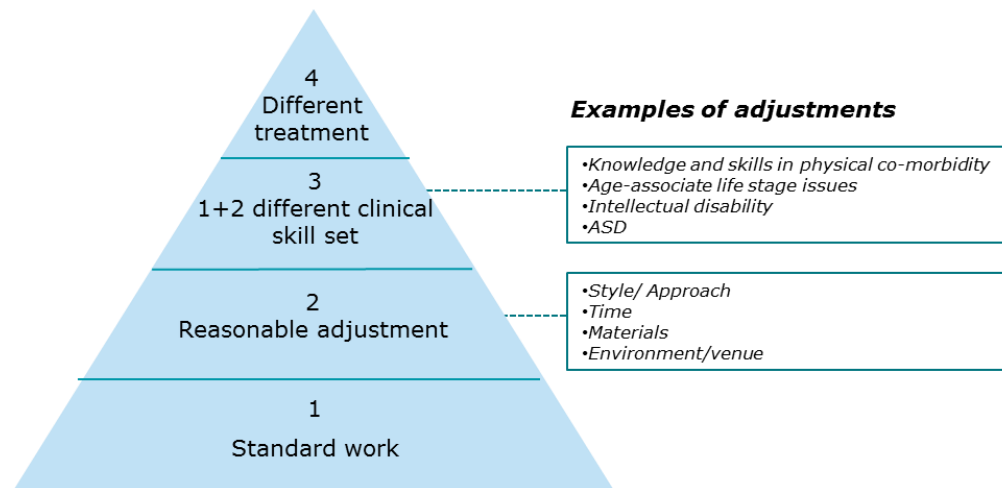 4
Different
treatment
3
1+2 different clinical
skill set
2
Reasonable adjustment
1
Standard work
Examples of adjustments
•Knowledge and skills in physical co-morbidity
•Age-associate life stage issues
•Intellectual disability
•ASD
•Style/ Approach
•Time
•Materials
•Environment/venue